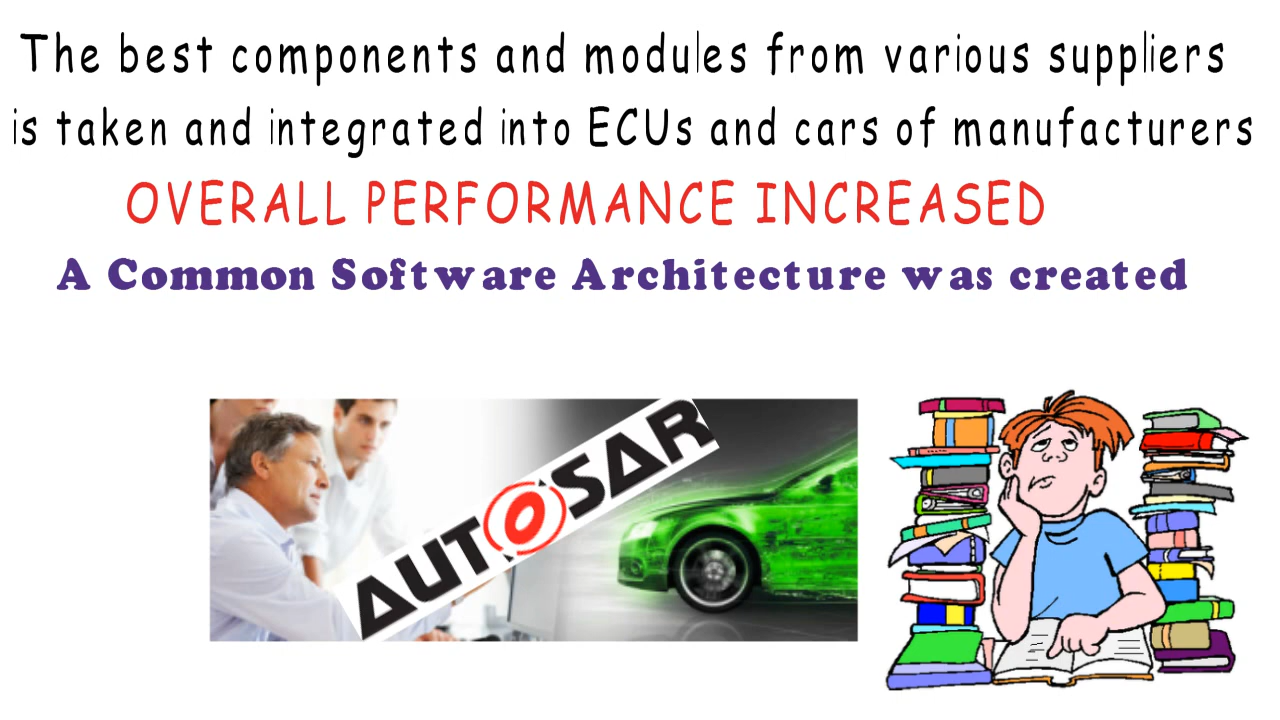 The best components and modules from various suppliers
is taken and integrated into ECUs and cars of manufacturers
OVERALL PERFORMANCE INCREASED
A Common Software Architecture was created
AUTOSAR